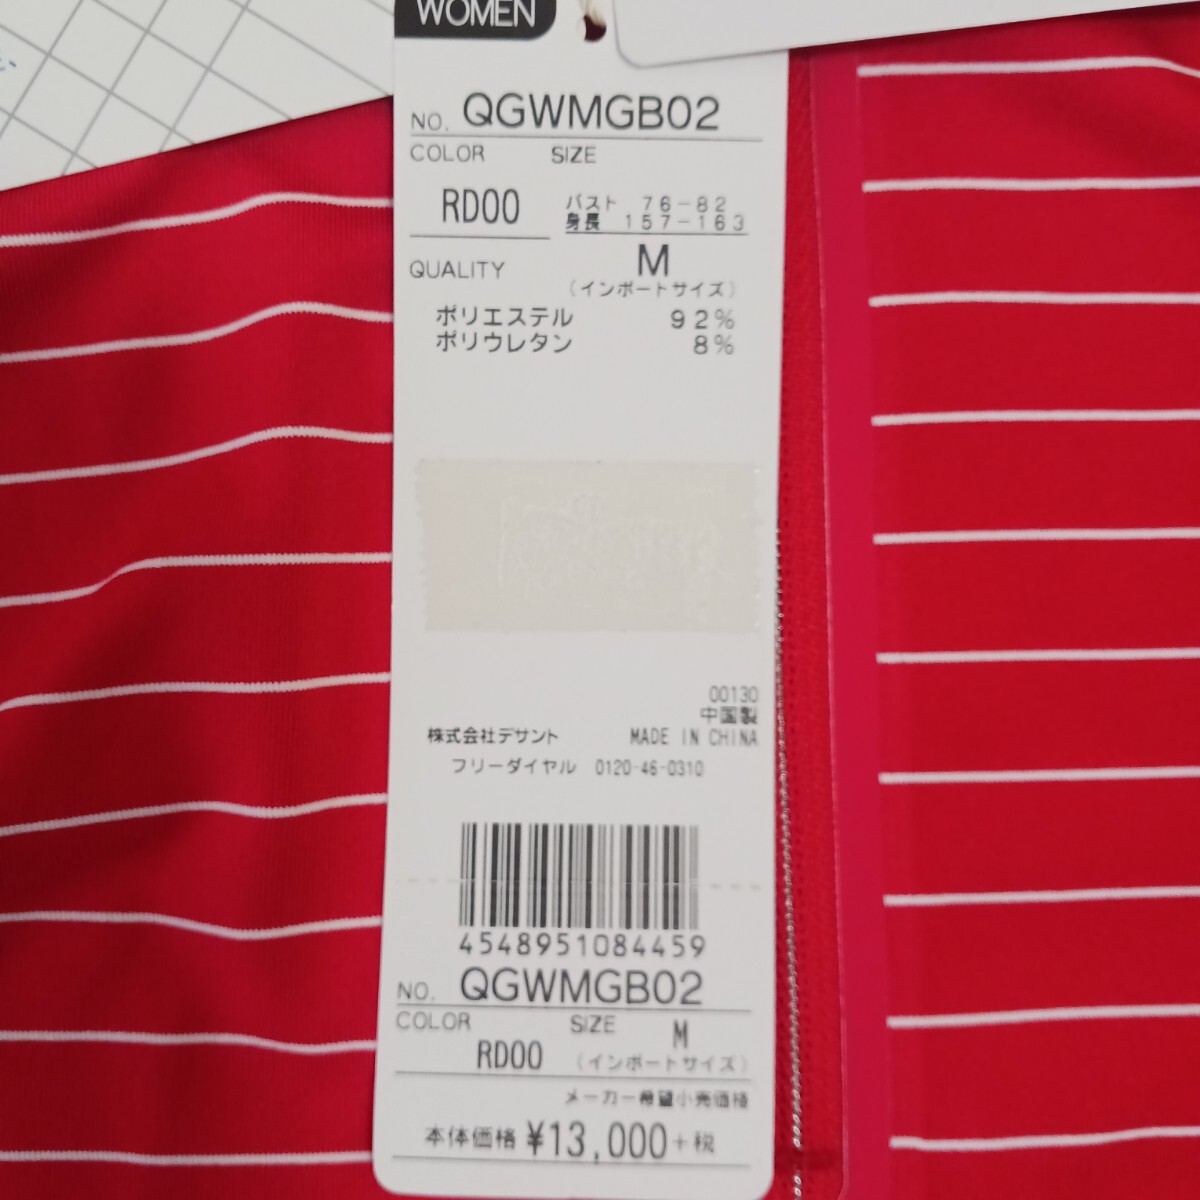 WOMEN
NO. QGWMGB02
COLOR SIZE
RD00
バスト 76-82
身長 157-163
M
QUALITY
(インポートサイズ)
ポリエステル 92%
ポリウレタン 8%
00130
中国製
株式会社デサント MADE IN CHINA
フリーダイヤル 0120-46-0310
4548951084459
NO. QGWMGB02
COLOR SIZE M
RD00 (インポートサイズ)
メーカー希望小売価格
本体価格 ¥13,000+税